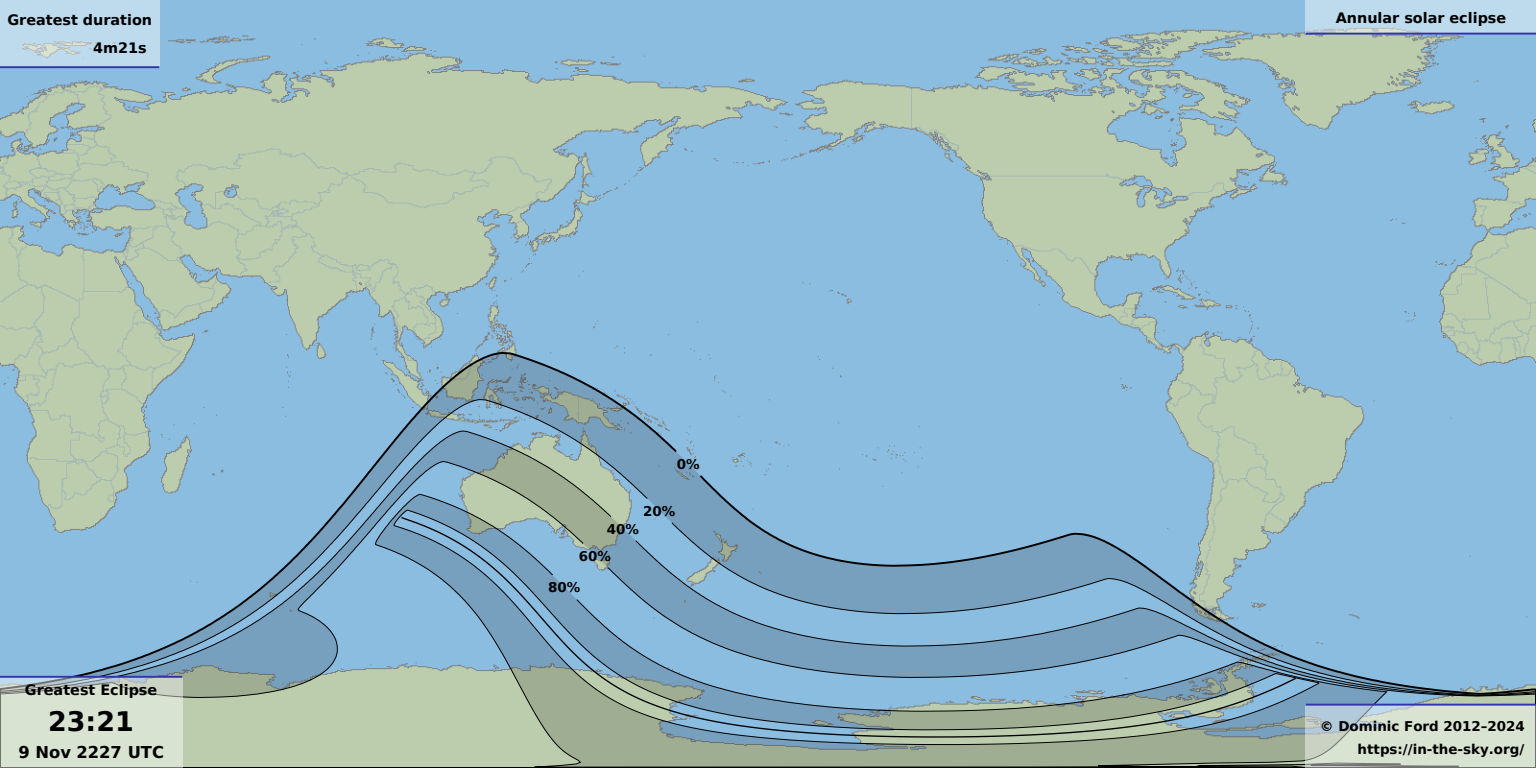 Greatest duration
4m21s
Annular solar eclipse
0%
20%
40%
60%
80%
Greatest Eclipse
23:21
9 Nov 2227 UTC
© Dominic Ford 2012–2024
https://in-the-sky.org/